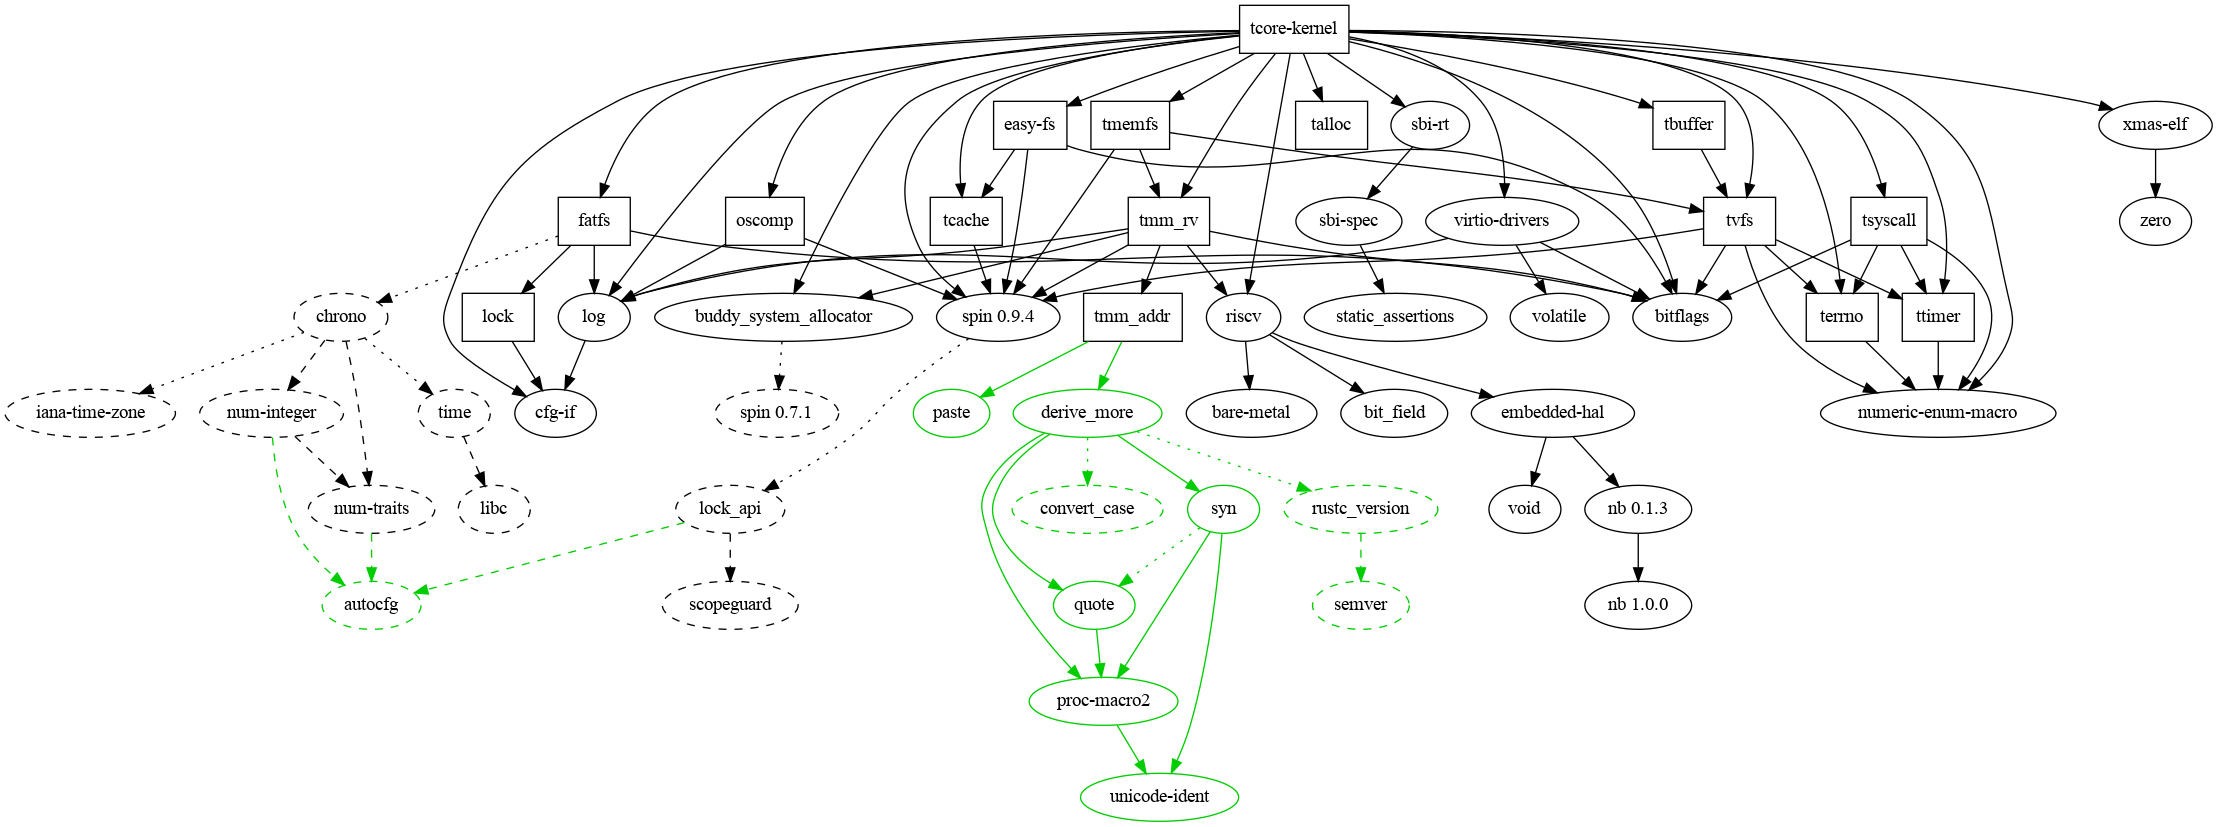 tcore-kernel
easy-fs
tmemfs
talloc
sbi-rt
tbuffer
xmas-elf
fatfs
oscomp
tcache
tmm_rv
sbi-spec
virtio-drivers
tvfs
tsyscall
zero
chrono
lock
log
buddy_system_allocator
spin 0.9.4
tmm_addr
riscv
static_assertions
volatile
bitflags
terrno
ttimer
iana-time-zone
num-integer
time
cfg-if
spin 0.7.1
paste
derive_more
bare-metal
bit_field
embedded-hal
numeric-enum-macro
num-traits
libc
lock_api
convert_case
syn
rustc_version
void
nb 0.1.3
autocfg
scopeguard
quote
semver
nb 1.0.0
proc-macro2
unicode-ident